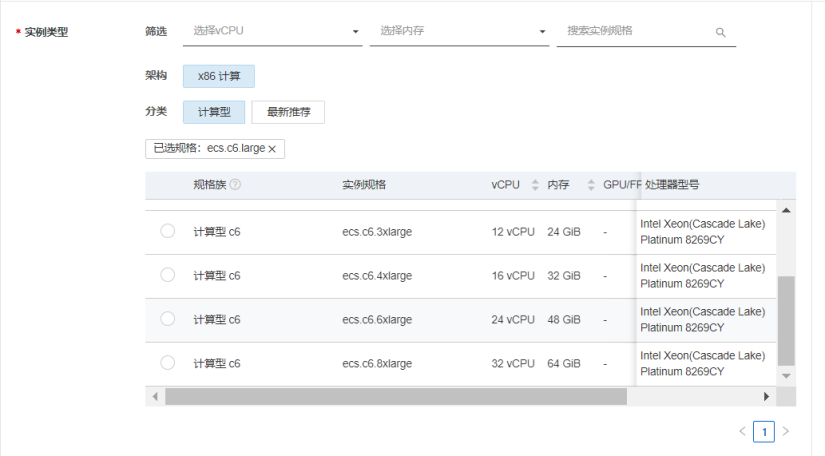 * 实例类型 筛选 选择vCPU 选择内存 搜索实例规格
架构 x86 计算
分类 计算型 最新推荐
已选规格：ecs.c6.large ×
规格族 ? 实例规格 vCPU 内存 GPU/FF 处理器型号
计算型 c6 ecs.c6.3xlarge 12 vCPU 24 GiB - Intel Xeon(Cascade Lake)
Platinum 8269CY
计算型 c6 ecs.c6.4xlarge 16 vCPU 32 GiB - Intel Xeon(Cascade Lake)
Platinum 8269CY
计算型 c6 ecs.c6.6xlarge 24 vCPU 48 GiB - Intel Xeon(Cascade Lake)
Platinum 8269CY
计算型 c6 ecs.c6.8xlarge 32 vCPU 64 GiB - Intel Xeon(Cascade Lake)
Platinum 8269CY
< 1 >